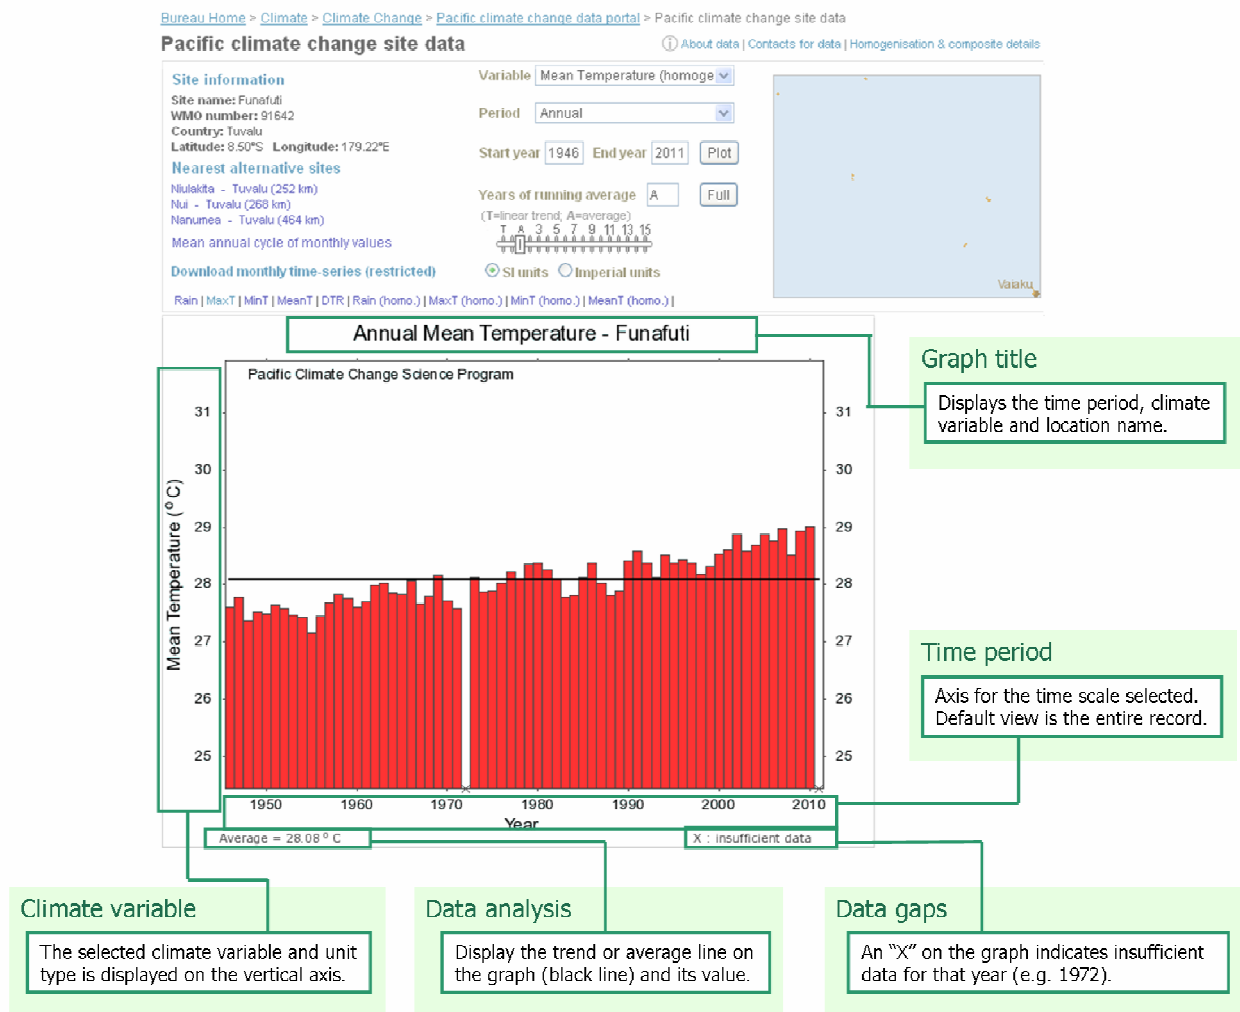 Bureau Home > Climate > Climate Change > Pacific climate change data portal > Pacific climate change site data
Pacific climate change site data
i About data | Contacts for data | Homogenisation & composite details
Site information
Site name: Funafuti
WMO number: 91642
Country: Tuvalu
Latitude: 8.50°S Longitude: 179.22°E
Nearest alternative sites
Niulakita - Tuvalu (252 km)
Nui - Tuvalu (268 km)
Nanumea - Tuvalu (464 km)
Mean annual cycle of monthly values
Download monthly time-series (restricted)
Variable Mean Temperature (homoge
Period Annual
Start year 1946 End year 2011 Plot
Years of running average A Full
(T=linear trend; A=average)
T A 3 5 7 9 11 13 15
SI units Imperial units
Vaiaku
Rain | MaxT | MinT | MeanT | DTR | Rain (homo.) | MaxT (homo.) | MinT (homo.) | MeanT (homo.) |
Annual Mean Temperature - Funafuti
Pacific Climate Change Science Program
31 31
30 30
29 29
28 28
27 27
26 26
25 25
Mean Temperature (°C)
1950 1960 1970 1980 1990 2000 2010
Year
Average = 28.08° C
X : insufficient data
Graph title
Displays the time period, climate
variable and location name.
Time period
Axis for the time scale selected.
Default view is the entire record.
Climate variable
The selected climate variable and unit
type is displayed on the vertical axis.
Data analysis
Display the trend or average line on
the graph (black line) and its value.
Data gaps
An “X” on the graph indicates insufficient
data for that year (e.g. 1972).